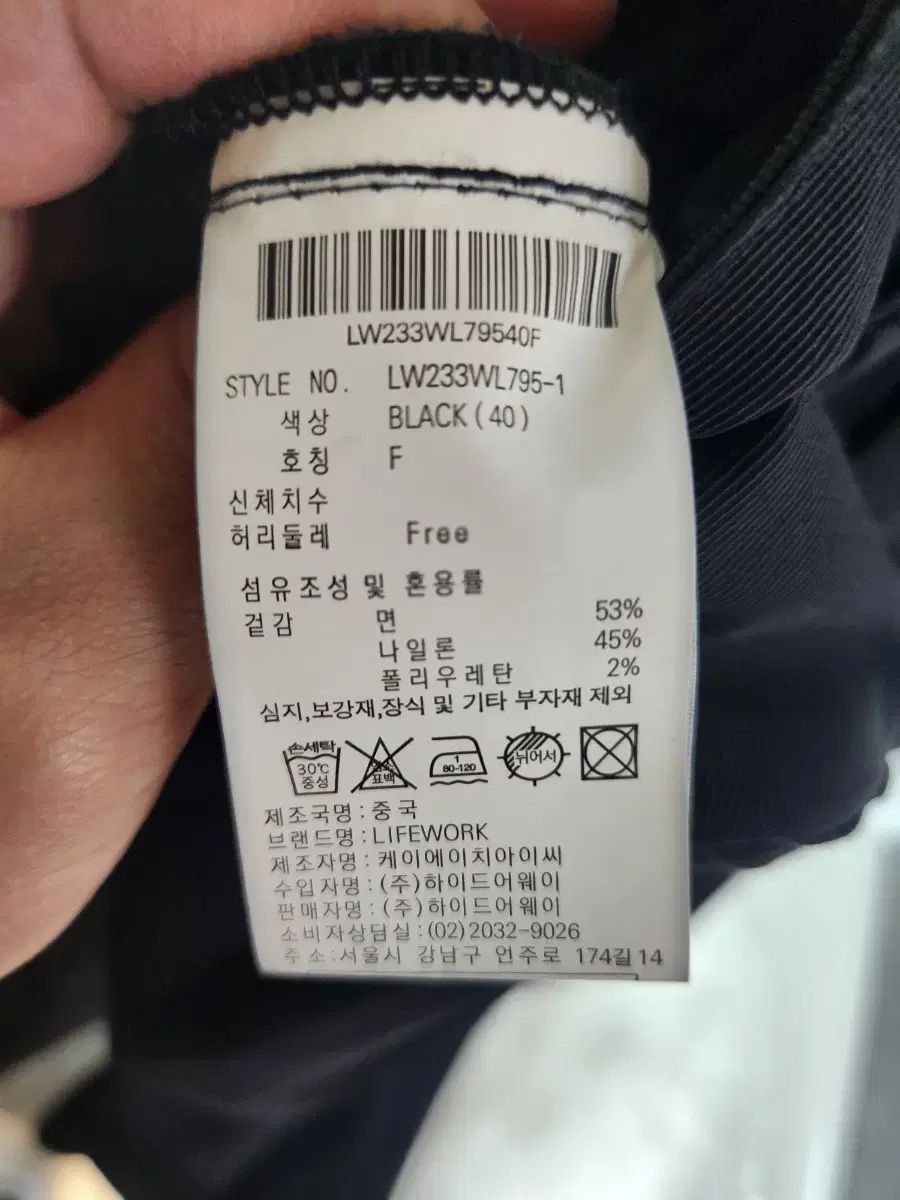 LW233WL79540F
STYLE NO. LW233WL795-1
색상 BLACK(40)
호칭 F
신체치수
허리둘레 Free
섬유조성 및 혼용률
겉감 면 53%
나일론 45%
폴리우레탄 2%
심지,보강재,장식 및 기타 부자재 제외
손세탁 30℃ 중성 표백 1 80-120 뉘어서
제조국명:중국
브랜드명:LIFEWORK
제조자명:케이에이치아이씨
수입자명:(주)하이드어웨이
판매자명:(주)하이드어웨이
소비자상담실:(02)2032-9026
주소:서울시 강남구 언주로 174길 14